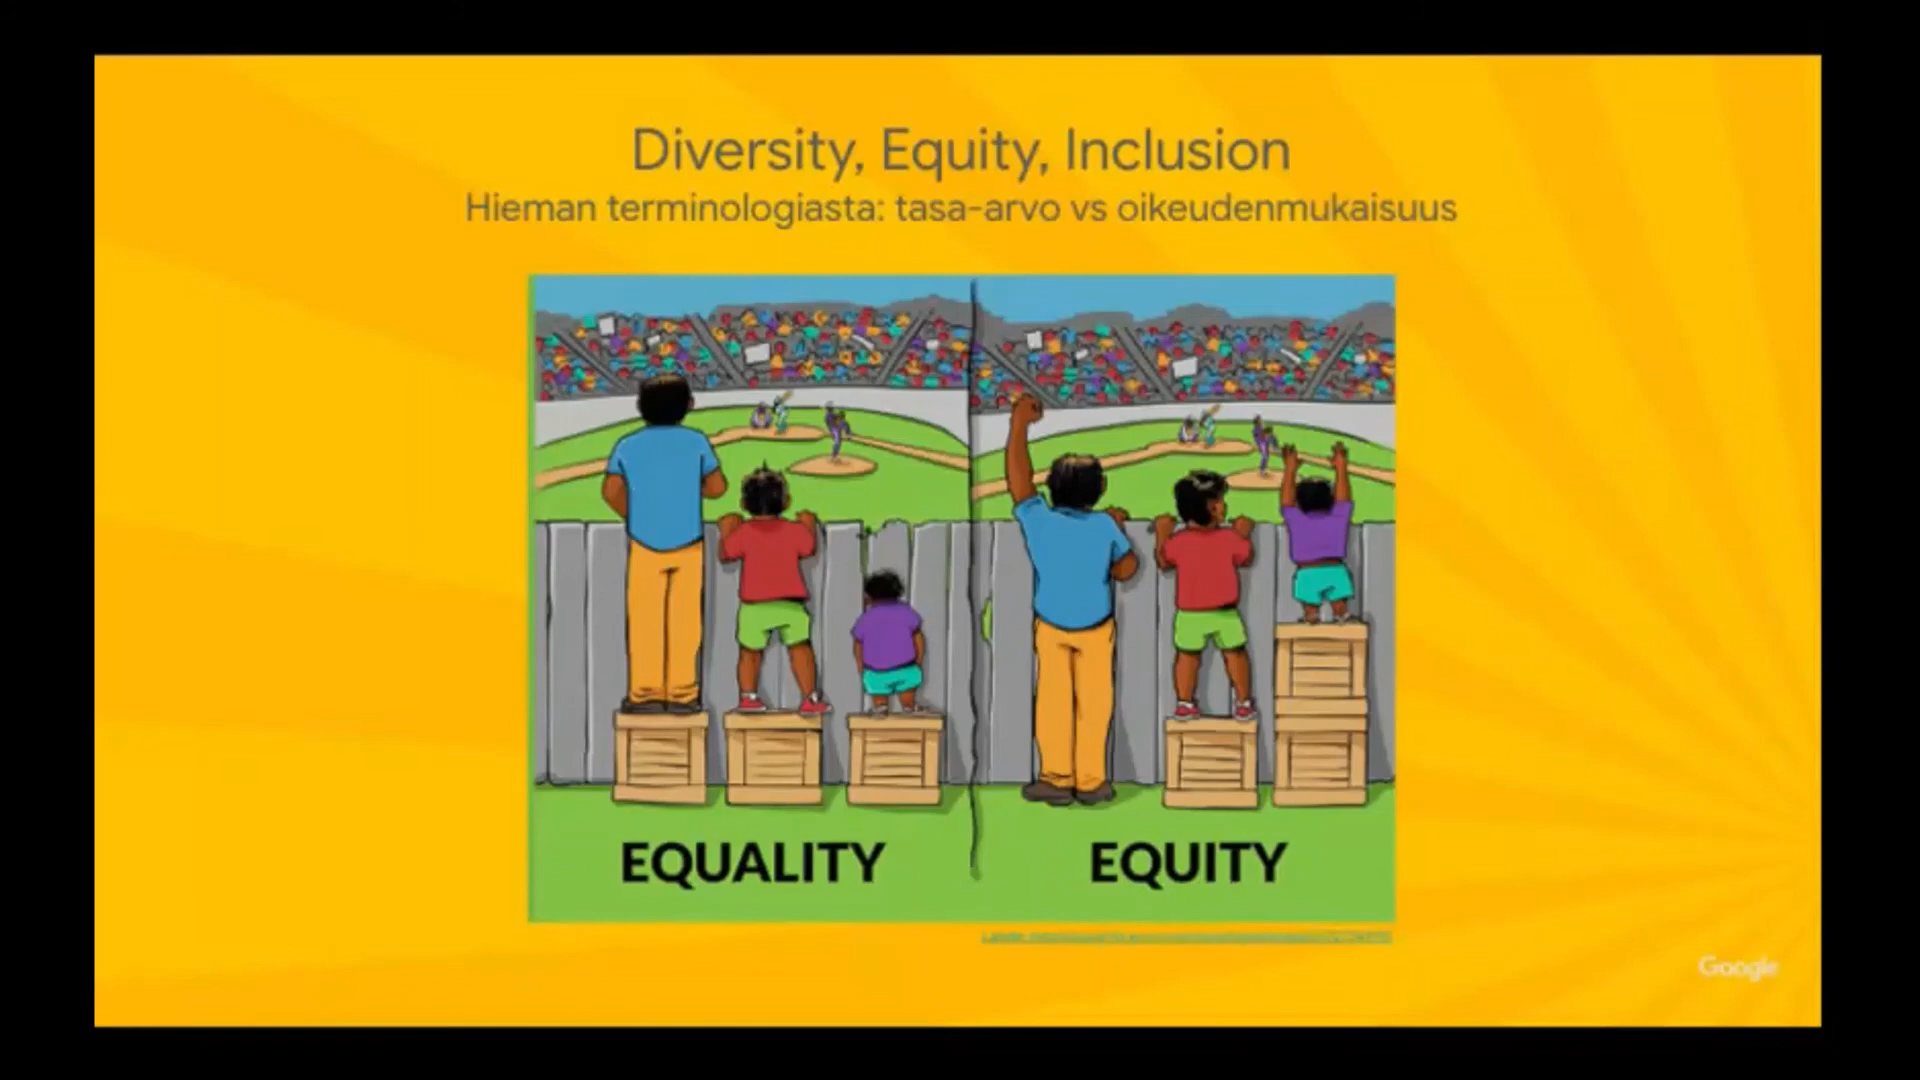 Diversity, Equity, Inclusion
Hieman terminologiasta: tasa-arvo vs oikeudenmukaisuus
EQUALITY
EQUITY
Google